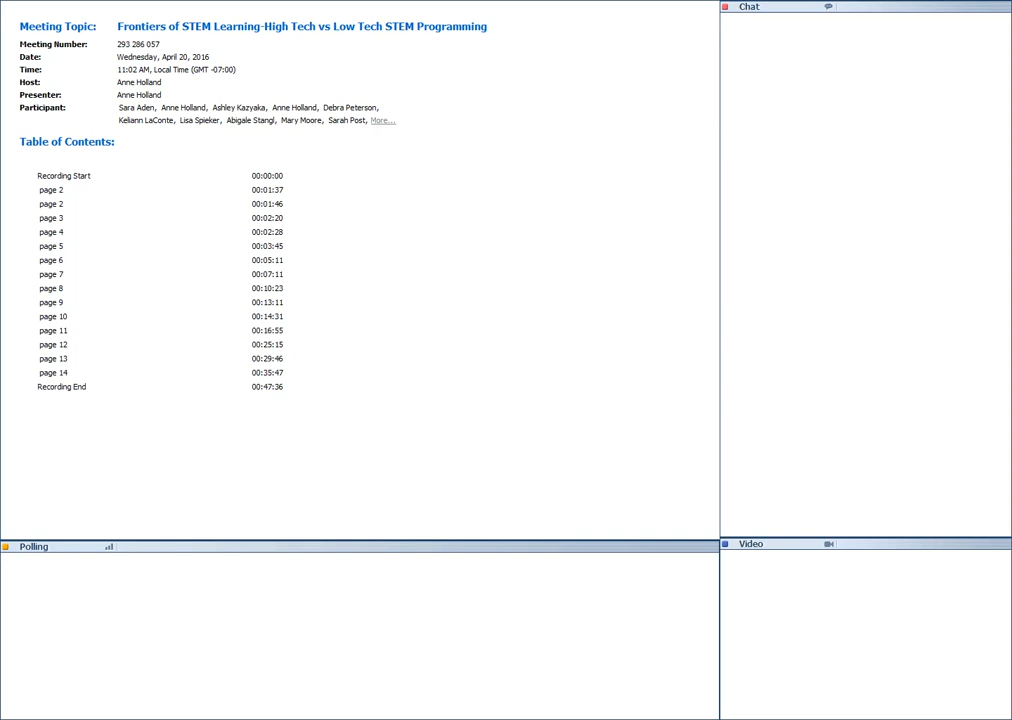 Meeting Topic: Frontiers of STEM Learning-High Tech vs Low Tech STEM Programming
Meeting Number: 293 286 057
Date: Wednesday, April 20, 2016
Time: 11:02 AM, Local Time (GMT -07:00)
Host: Anne Holland
Presenter: Anne Holland
Participant: Sara Aden, Anne Holland, Ashley Kazyaka, Anne Holland, Debra Peterson,
Keliann LaConte, Lisa Spieker, Abigale Stangl, Mary Moore, Sarah Post, More...
Table of Contents:
Recording Start 00:00:00
page 2 00:01:37
page 2 00:01:46
page 3 00:02:20
page 4 00:02:28
page 5 00:03:45
page 6 00:05:11
page 7 00:07:11
page 8 00:10:23
page 9 00:13:11
page 10 00:14:31
page 11 00:16:55
page 12 00:25:15
page 13 00:29:46
page 14 00:35:47
Recording End 00:47:36
Chat
Polling
Video